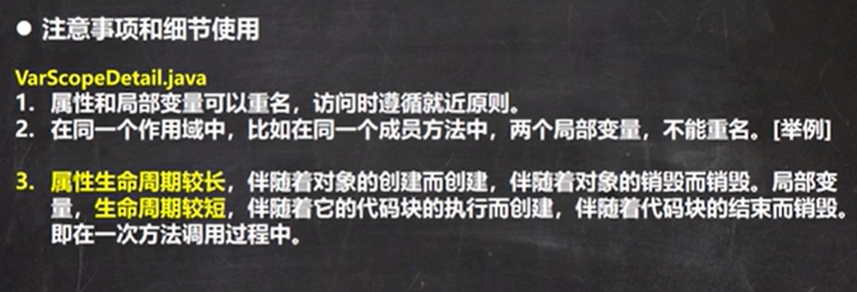 ● 注意事项和细节使用
VarScopeDetail.java
1. 属性和局部变量可以重名，访问时遵循就近原则。
2. 在同一个作用域中，比如在同一个成员方法中，两个局部变量，不能重名。[举例]
3. 属性生命周期较长，伴随着对象的创建而创建，伴随着对象的销毁而销毁。局部变
量，生命周期较短，伴随着它的代码块的执行而创建，伴随着代码块的结束而销毁。
即在一次方法调用过程中。